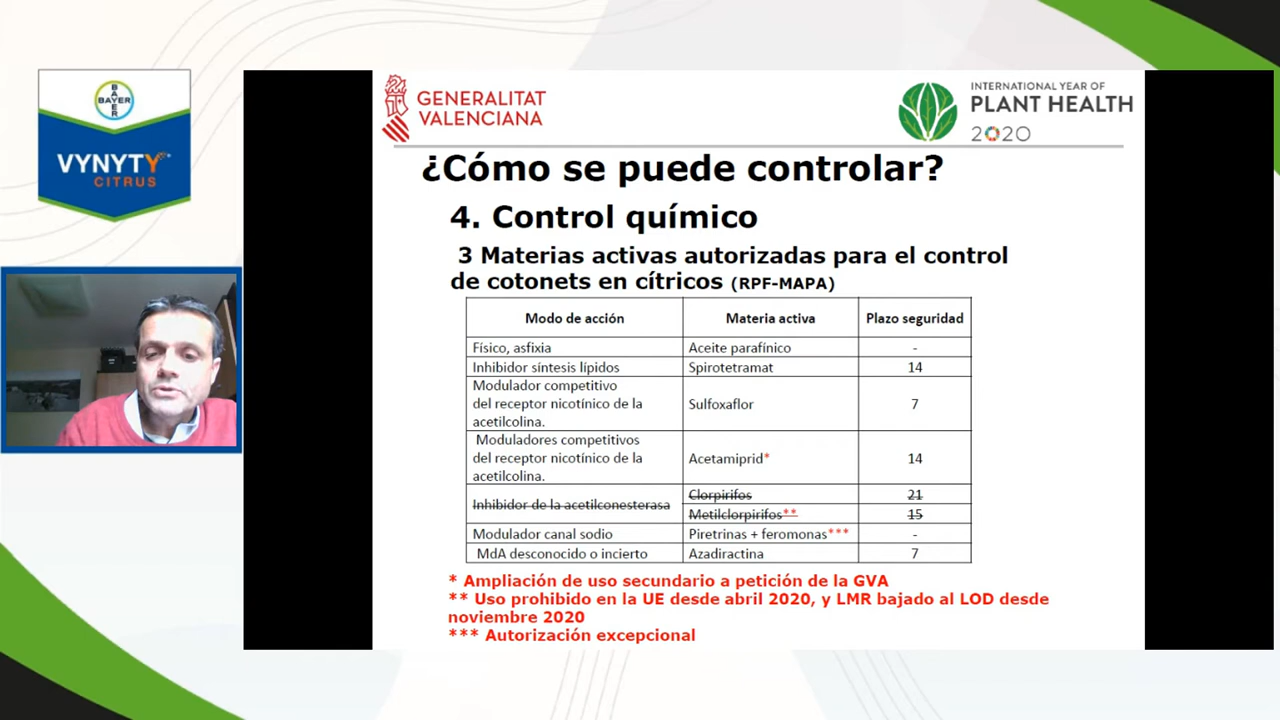 BAYER
BAYER
VYNYTY
CITRUS
GENERALITAT
VALENCIANA
INTERNATIONAL YEAR OF
PLANT HEALTH
2020
¿Cómo se puede controlar?
4. Control químico
3 Materias activas autorizadas para el control
de cotonets en cítricos (RPF-MAPA)
Modo de acción Materia activa Plazo seguridad
Físico, asfixia Aceite parafínico -
Inhibidor síntesis lípidos Spirotetramat 14
Modulador competitivo
del receptor nicotínico de la Sulfoxaflor 7
acetilcolina.
Moduladores competitivos
del receptor nicotínico de la Acetamiprid* 14
acetilcolina.
Inhibidor de la acetilconesterasa Clorpirifos 21
Metilclorpirifos** 15
Modulador canal sodio Piretrinas + feromonas*** -
MdA desconocido o incierto Azadiractina 7
* Ampliación de uso secundario a petición de la GVA
** Uso prohibido en la UE desde abril 2020, y LMR bajado al LOD desde
noviembre 2020
*** Autorización excepcional